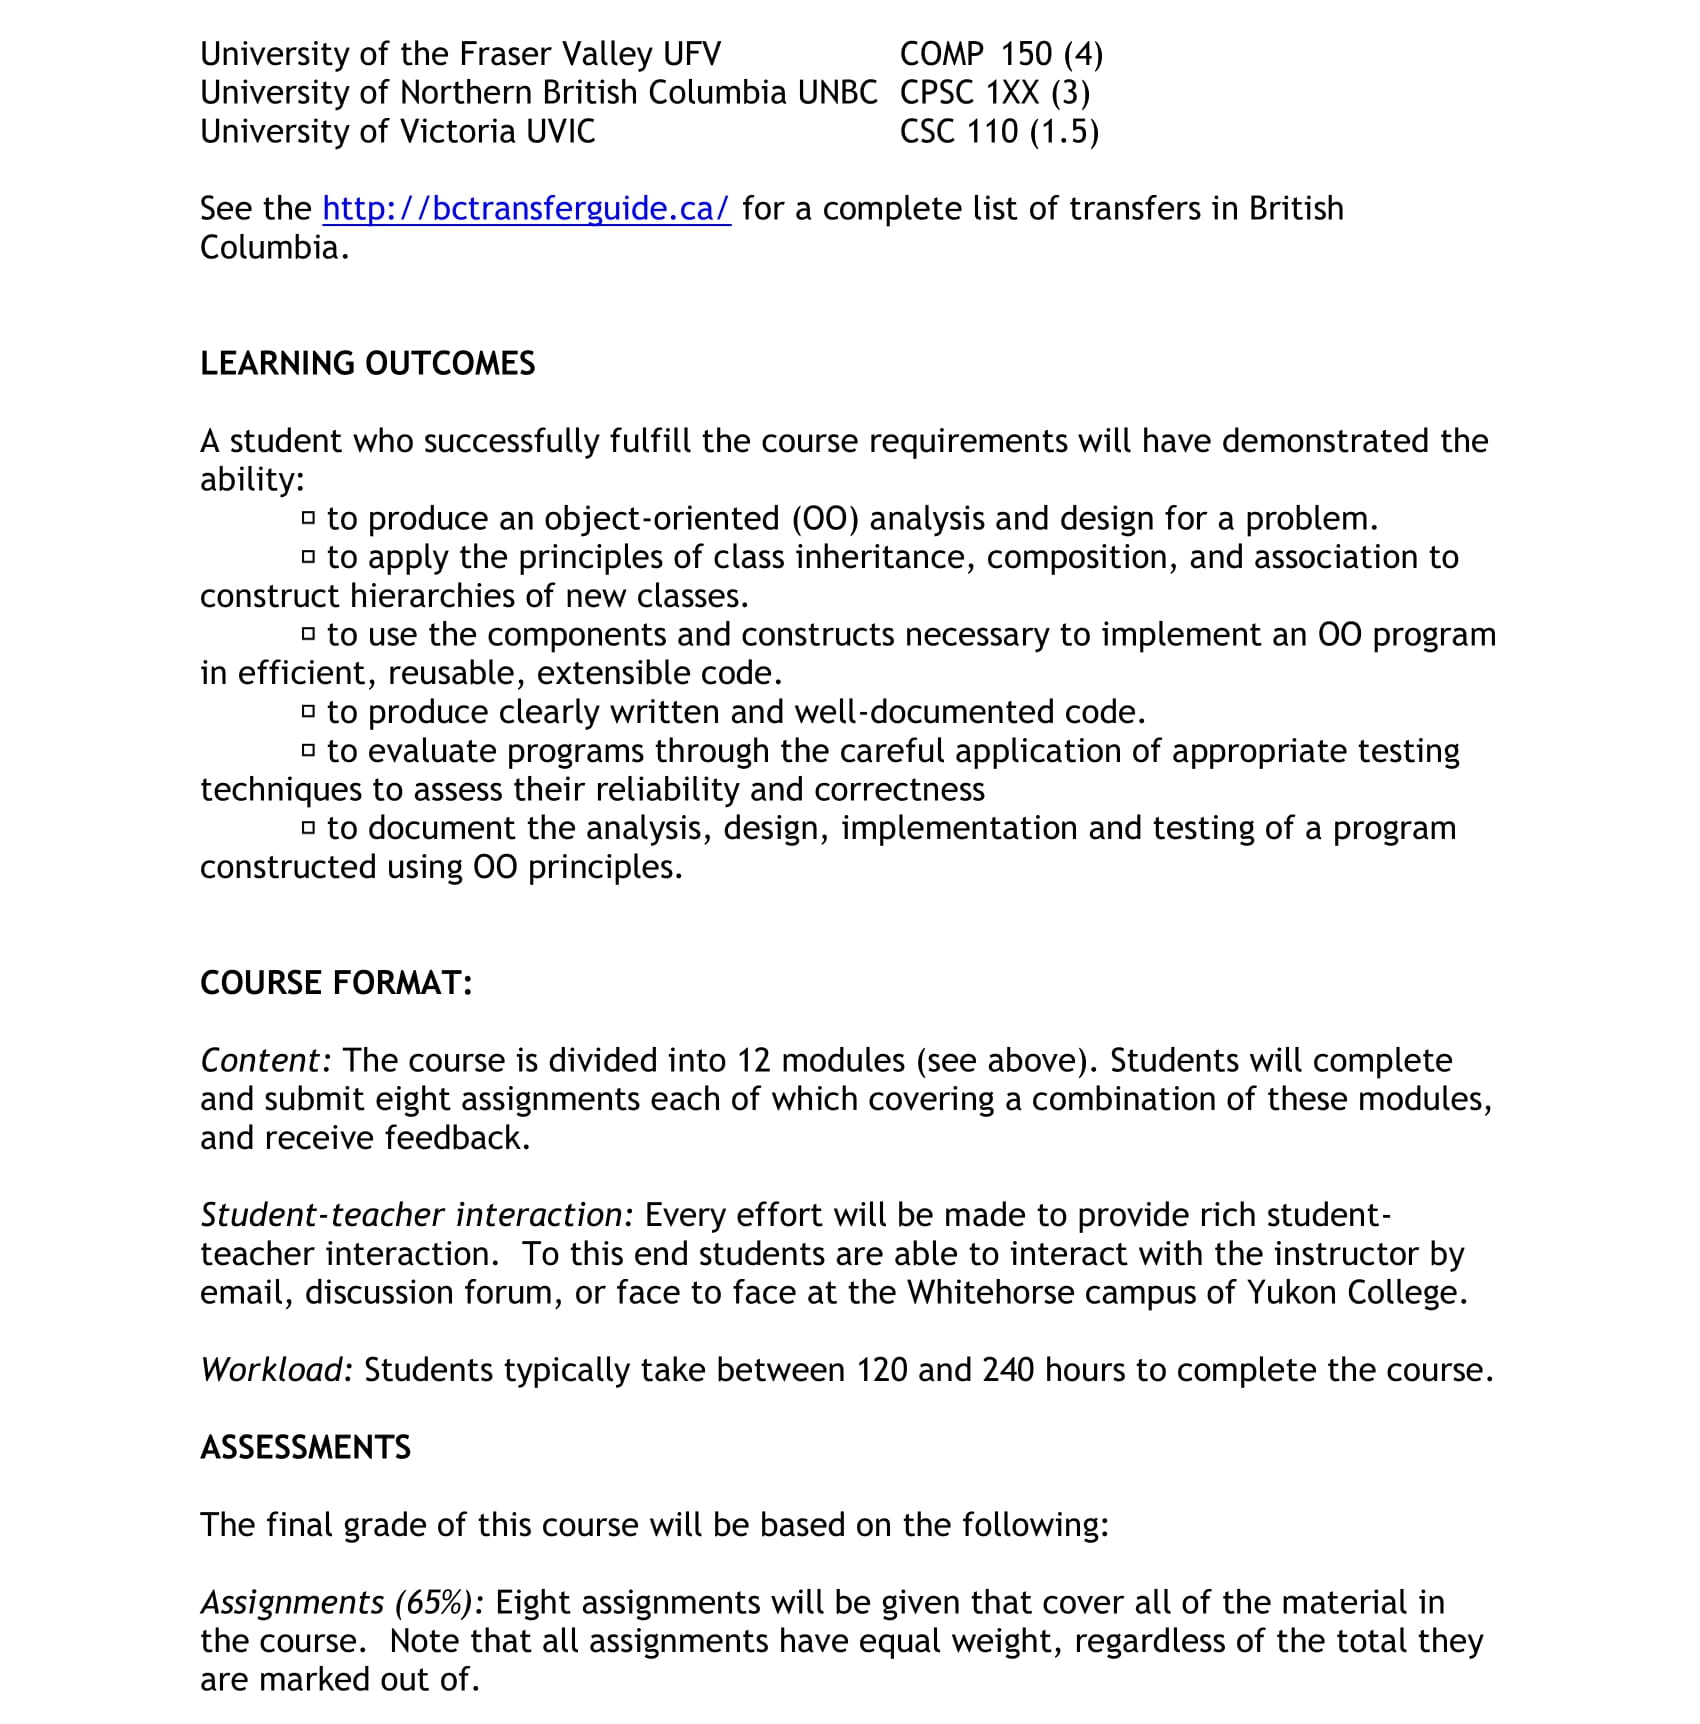 University of the Fraser Valley UFV COMP 150 (4)
University of Northern British Columbia UNBC CPSC 1XX (3)
University of Victoria UVIC CSC 110 (1.5)
See the http://bctransferguide.ca/ for a complete list of transfers in British
Columbia.
LEARNING OUTCOMES
A student who successfully fulfill the course requirements will have demonstrated the
ability:
▫ to produce an object-oriented (OO) analysis and design for a problem.
▫ to apply the principles of class inheritance, composition, and association to
construct hierarchies of new classes.
▫ to use the components and constructs necessary to implement an OO program
in efficient, reusable, extensible code.
▫ to produce clearly written and well-documented code.
▫ to evaluate programs through the careful application of appropriate testing
techniques to assess their reliability and correctness
▫ to document the analysis, design, implementation and testing of a program
constructed using OO principles.
COURSE FORMAT:
Content: The course is divided into 12 modules (see above). Students will complete
and submit eight assignments each of which covering a combination of these modules,
and receive feedback.
Student-teacher interaction: Every effort will be made to provide rich student-
teacher interaction.  To this end students are able to interact with the instructor by
email, discussion forum, or face to face at the Whitehorse campus of Yukon College.
Workload: Students typically take between 120 and 240 hours to complete the course.
ASSESSMENTS
The final grade of this course will be based on the following:
Assignments (65%): Eight assignments will be given that cover all of the material in
the course.  Note that all assignments have equal weight, regardless of the total they
are marked out of.